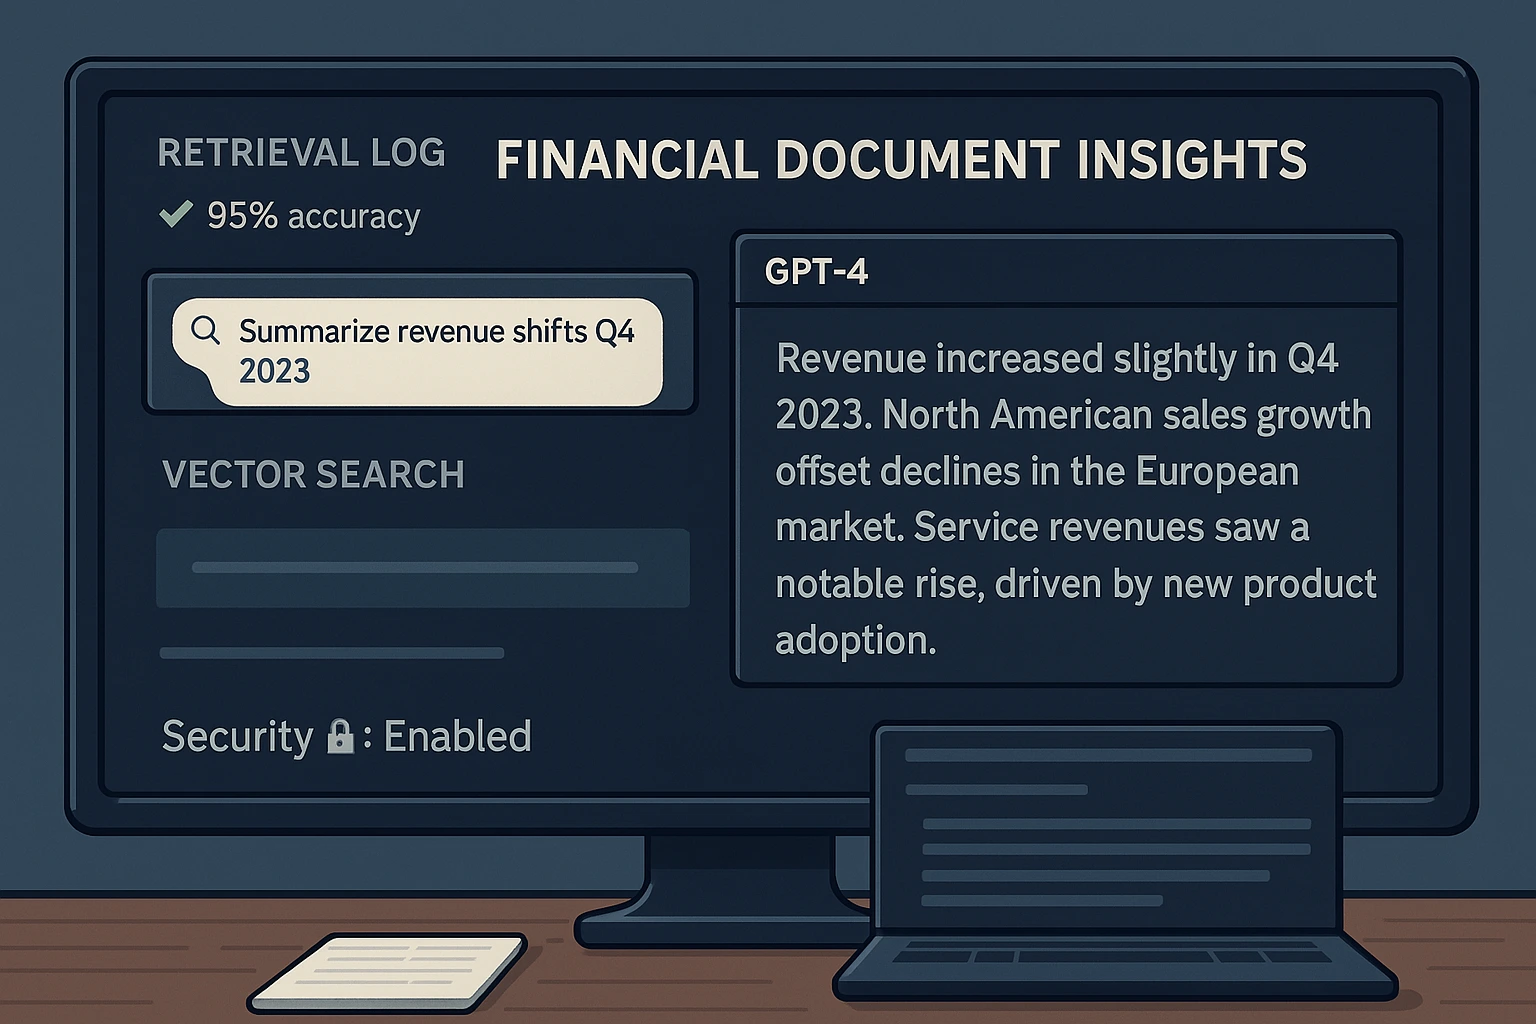 RETRIEVAL LOG
FINANCIAL DOCUMENT INSIGHTS
✓ 95% accuracy
Summarize revenue shifts Q4
2023
VECTOR SEARCH
Security 🔒: Enabled
GPT-4
Revenue increased slightly in Q4
2023. North American sales growth
offset declines in the European
market. Service revenues saw a
notable rise, driven by new product
adoption.